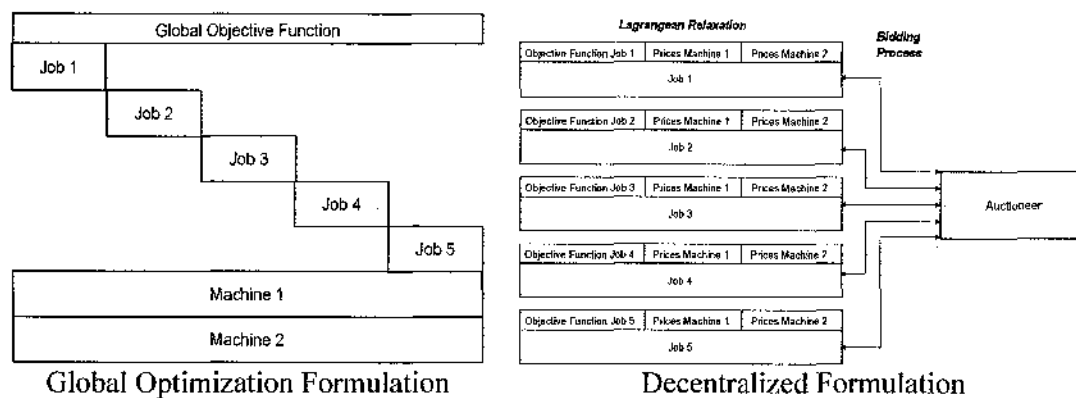 Global Objective Function
Job 1
Job 2
Job 3
Job 4
Job 5
Machine 1
Machine 2
Global Optimization Formulation
Lagrangean Relaxation
Bidding
Process
Objective Function Job 1 Prices Machine 1 Prices Machine 2
Job 1
Objective Function Job 2 Prices Machine 1 Prices Machine 2
Job 2
Objective Function Job 3 Prices Machine 1 Prices Machine 2
Job 3
Objective Function Job 4 Prices Machine 1 Prices Machine 2
Job 4
Objective Function Job 5 Prices Machine 1 Prices Machine 2
Job 5
Auctioneer
Decentralized Formulation